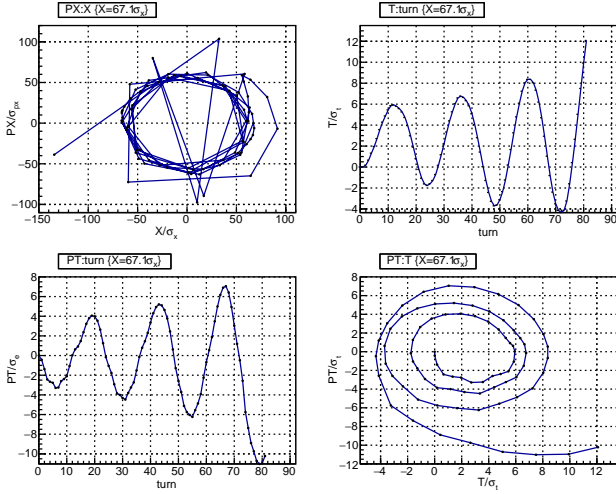 PX:X {X=67.1σx}
T:turn {X=67.1σx}
PX/σpx
100
50
0
−50
−100
−150 −100 −50 0 50 100
X/σx
T/σt
12
10
8
6
4
2
0
−2
−4
0 10 20 30 40 50 60 70 80 90
turn
PT:turn {X=67.1σx}
PT:T {X=67.1σx}
PT/σe
8
6
4
2
0
−2
−4
−6
−8
−10
0 10 20 30 40 50 60 70 80 90
turn
PT/σt
8
6
4
2
0
−2
−4
−6
−8
−10
−12
−4 −2 0 2 4 6 8 10 12
T/σt